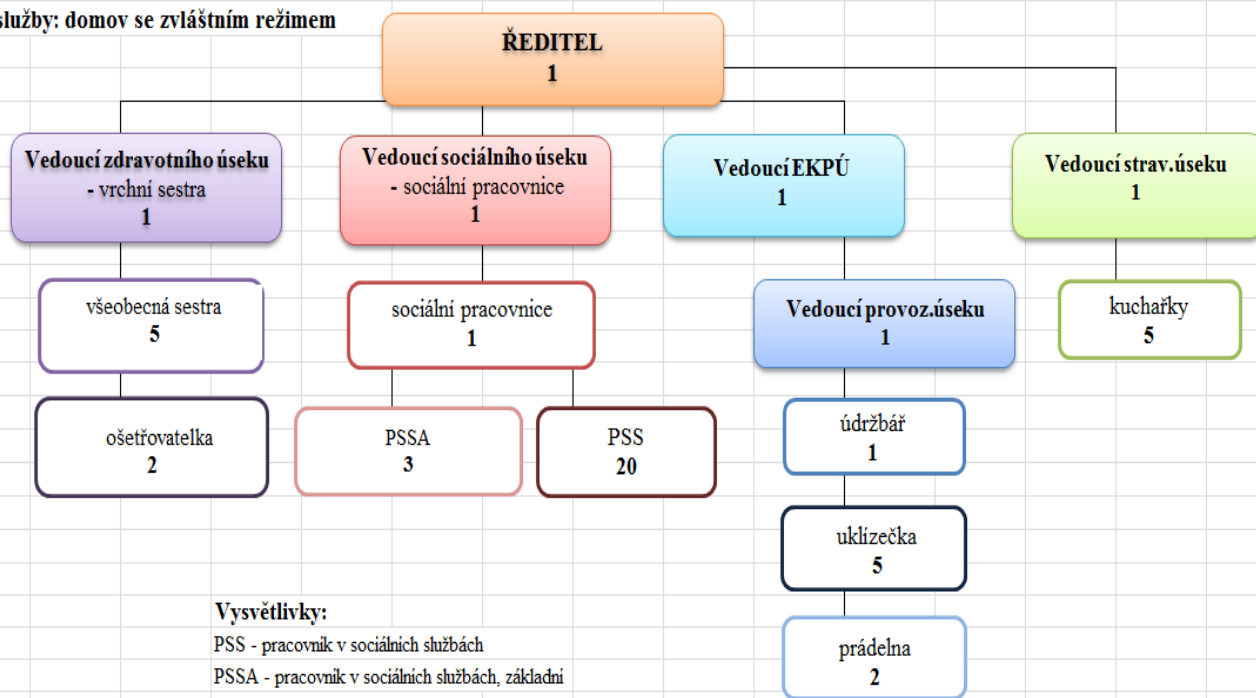 služby: domov se zvláštním režimem
ŘEDITEL
1
Vedoucí zdravotního úseku
- vrchní sestra
1
Vedoucí sociálního úseku
- sociální pracovnice
1
Vedoucí EKPÚ
1
Vedoucí strav.úseku
1
všeobecná sestra
5
sociální pracovnice
1
Vedoucí provoz.úseku
1
kuchařky
5
ošetřovatelka
2
PSSA
3
PSS
20
údržbář
1
uklízečka
5
prádelna
2
Vysvětlivky:
PSS - pracovník v sociálních službách
PSSA - pracovník v sociálních službách, základní